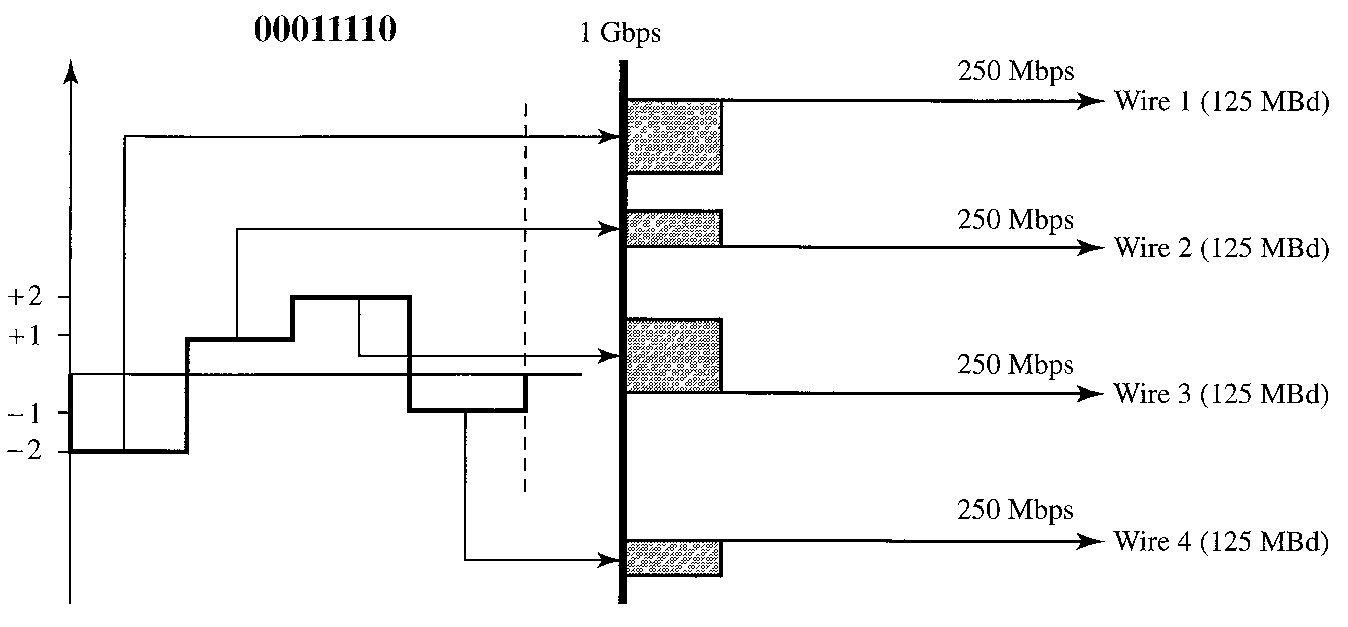 00011110
1 Gbps
250 Mbps
Wire 1 (125 MBd)
250 Mbps
Wire 2 (125 MBd)
+2
+1
250 Mbps
Wire 3 (125 MBd)
−1
−2
250 Mbps
Wire 4 (125 MBd)